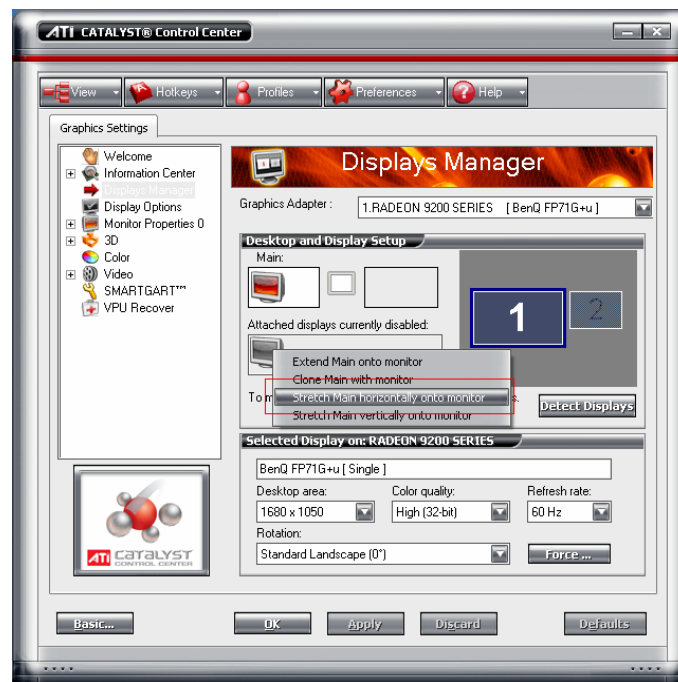 ATI CATALYST® Control Center
View
Hotkeys
Profiles
Preferences
Help
Graphics Settings
Welcome
Information Center
Displays Manager
Display Options
Monitor Properties 0
3D
Color
Video
SMARTGART™
VPU Recover
Displays Manager
Graphics Adapter :
1.RADEON 9200 SERIES [ BenQ FP71G+u ]
Desktop and Display Setup
Main:
1
2
Attached displays currently disabled:
Extend Main onto monitor
Clone Main with monitor
Stretch Main horizontally onto monitor
Stretch Main vertically onto monitor
To m
s.
Detect Displays
Selected Display on: RADEON 9200 SERIES
BenQ FP71G+u [ Single ]
Desktop area:
Color quality:
Refresh rate:
1680 x 1050
High (32-bit)
60 Hz
Rotation:
Standard Landscape (0°)
Force ...
ATI CATALYST
CONTROL CENTER
Basic...
OK
Apply
Discard
Defaults